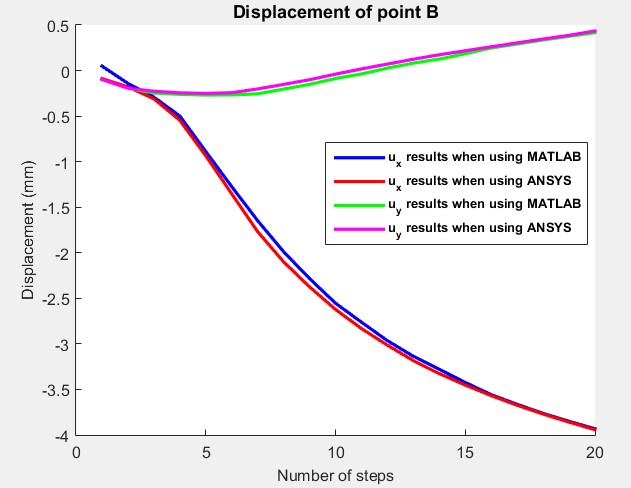 Displacement of point B
0.5
0
-0.5
-1
-1.5
-2
-2.5
-3
-3.5
-4
Displacement (mm)
u_x results when using MATLAB
u_x results when using ANSYS
u_y results when using MATLAB
u_y results when using ANSYS
0 5 10 15 20
Number of steps